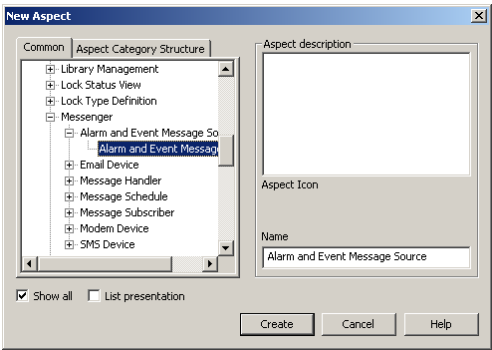 New Aspect
Common
Aspect Category Structure
Library Management
Lock Status View
Lock Type Definition
Messenger
Alarm and Event Message So
Alarm and Event Message
Email Device
Message Handler
Message Schedule
Message Subscriber
Modem Device
SMS Device
Show all
List presentation
Aspect description
Aspect Icon
Name
Alarm and Event Message Source
Create
Cancel
Help